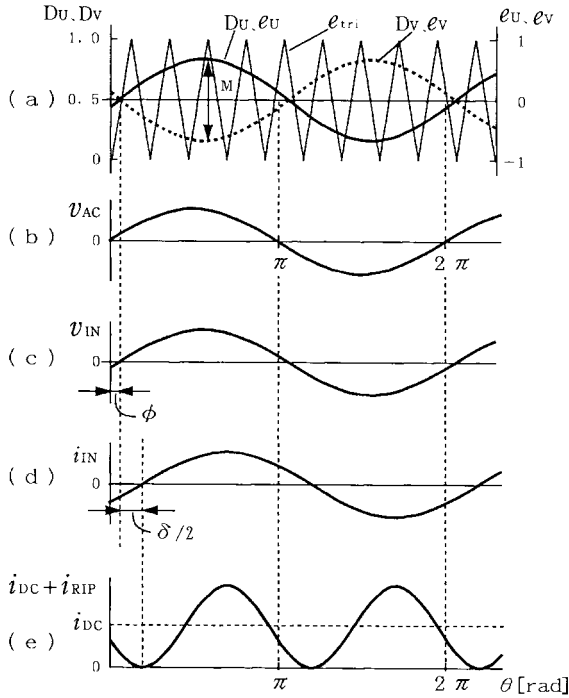 DU、DV DU、eU etri DV、eV eU、eV
1.0 1
(a) 0.5 M 0
0 -1
vAC
(b) 0 π 2π
vIN
(c) 0
ϕ
iIN
(d) 0
δ/2
iDC+iRIP
iDC
(e)
0 π 2π θ[rad]